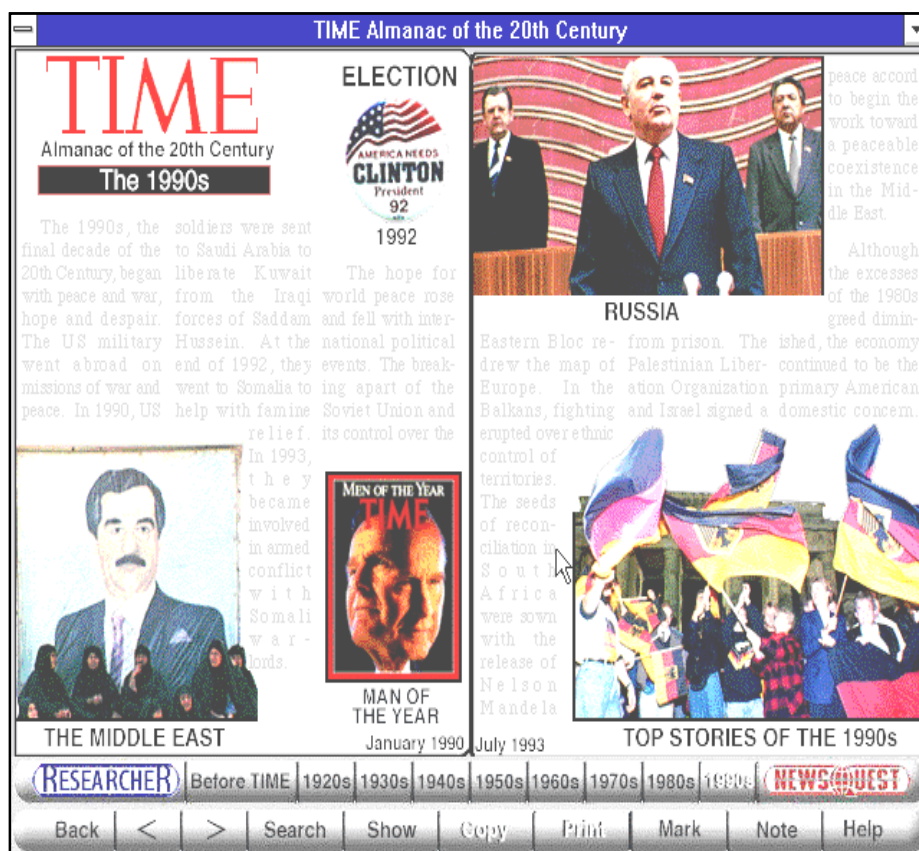 TIME Almanac of the 20th Century
TIME
Almanac of the 20th Century
The 1990s
ELECTION
AMERICA NEEDS
CLINTON
President
92
1992
The 1990s, the
final decade of the
20th Century, began
with peace and war,
hope and despair.
The US military
went abroad on
missions of war and
peace. In 1990, US
soldiers were sent
to Saudi Arabia to
liberate Kuwait
from the Iraqi
forces of Saddam
Hussein. At the
end of 1992, they
went to Somalia to
help with famine
relief.
In 1993,
they
became
involved
in armed
conflict
with
Somali
war-
lords.
The hope for
world peace rose
and fell with inter-
national political
events. The break-
ing apart of the
Soviet Union and
its control over the
THE MIDDLE EAST
MEN OF THE YEAR
TIME
MAN OF
THE YEAR
January 1990
RUSSIA
Eastern Bloc re-
drew the map of
Europe. In the
Balkans, fighting
erupted over ethnic
control of
territories.
The seeds
of recon-
ciliation in
South
Africa
were sown
with the
release of
Nelson
Mandela
from prison. The
Palestinian Liber-
ation Organization
and Israel signed a
peace accord
to begin the
work toward
a peaceable
coexistence
in the Mid-
dle East.
Although
the excesses
of the 1980s
greed dimin-
ished, the economy
continued to be the
primary American
domestic concern.
July 1993
TOP STORIES OF THE 1990s
RESEARCHER Before TIME 1920s 1930s 1940s 1950s 1960s 1970s 1980s 1990s NEWSQUEST
Back < > Search Show Copy Print Mark Note Help